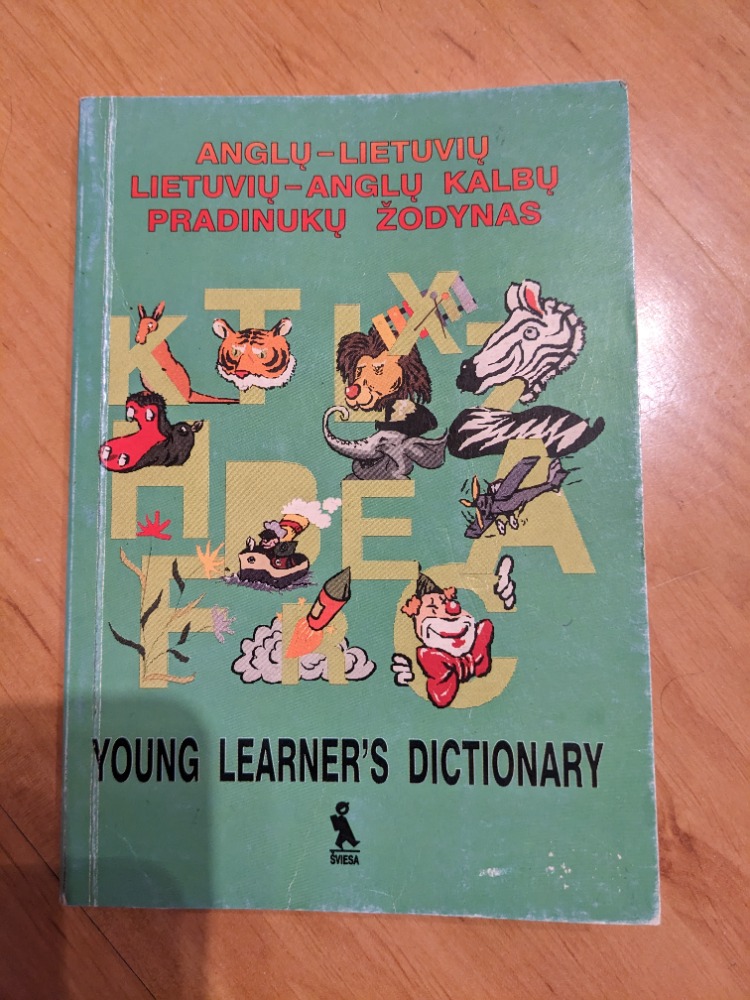 ANGLŲ–LIETUVIŲ
LIETUVIŲ–ANGLŲ KALBŲ
PRADINUKŲ ŽODYNAS
K T L X Z
H B E A
F R C
YOUNG LEARNER'S DICTIONARY
ŠVIESA